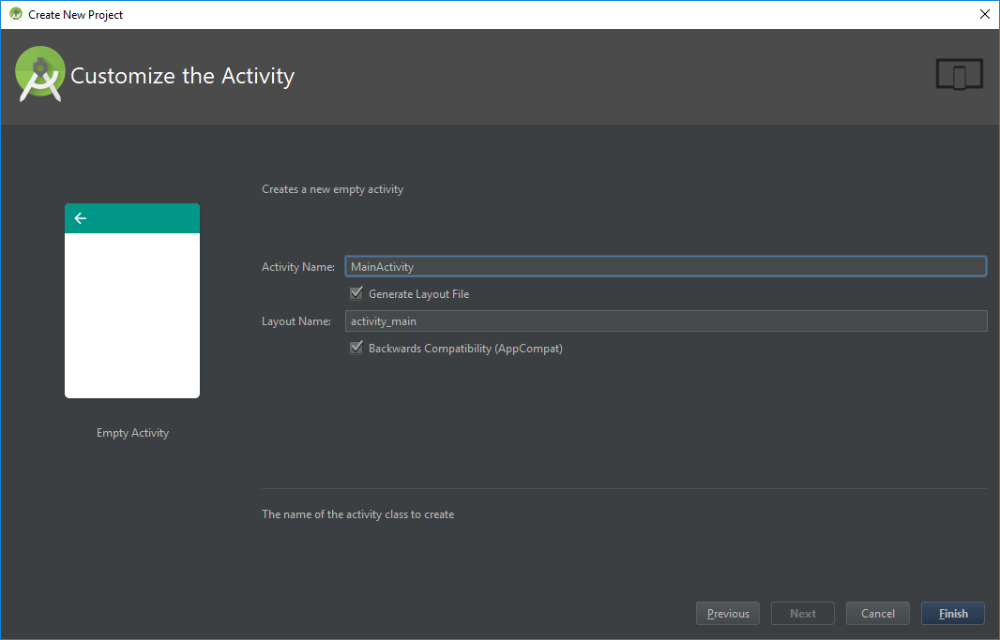 Create New Project
Customize the Activity
Creates a new empty activity
Activity Name: MainActivity
Generate Layout File
Layout Name: activity_main
Backwards Compatibility (AppCompat)
Empty Activity
The name of the activity class to create
Previous Next Cancel Finish